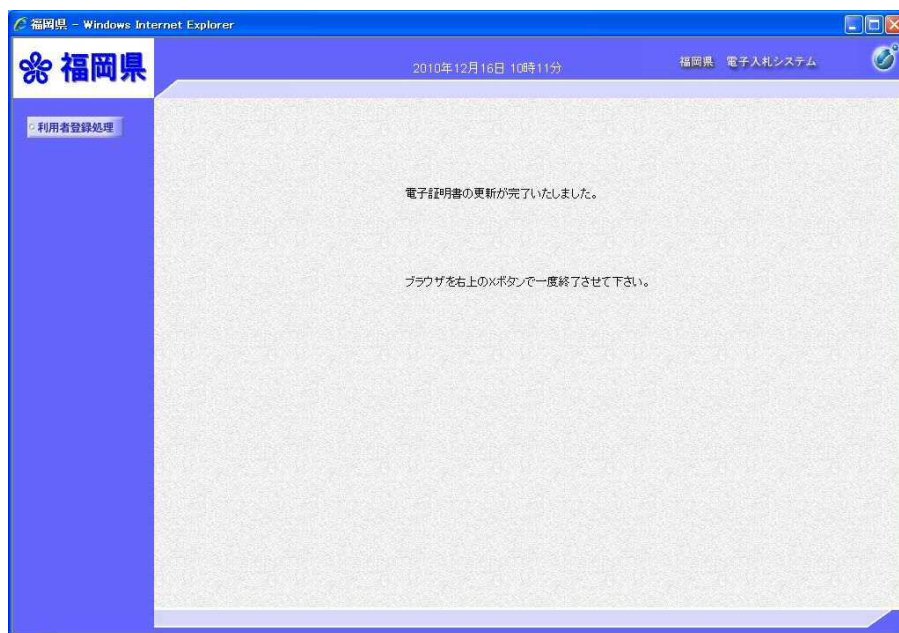 福岡県 - Windows Internet Explorer
福岡県
2010年12月16日 10時11分
福岡県 電子入札システム
利用者登録処理
電子証明書の更新が完了いたしました。
ブラウザを右上の×ボタンで一度終了させて下さい。